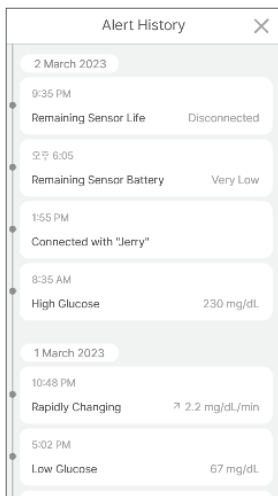 Alert History
2 March 2023
9:35 PM
Remaining Sensor Life Disconnected
오후 6:05
Remaining Sensor Battery Very Low
1:55 PM
Connected with "Jerry"
8:35 AM
High Glucose 230 mg/dL
1 March 2023
10:48 PM
Rapidly Changing ↗ 2.2 mg/dL/min
5:02 PM
Low Glucose 67 mg/dL